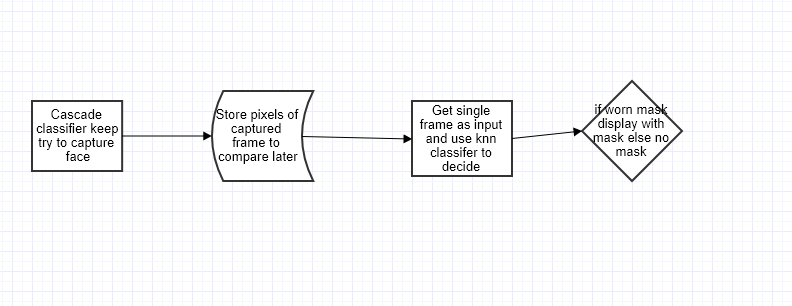 Cascade
classifier keep
try to capture
face
Store pixels of
captured
frame to
compare later
Get single
frame as input
and use knn
classifer to
decide
if worn mask
display with
mask else no
mask